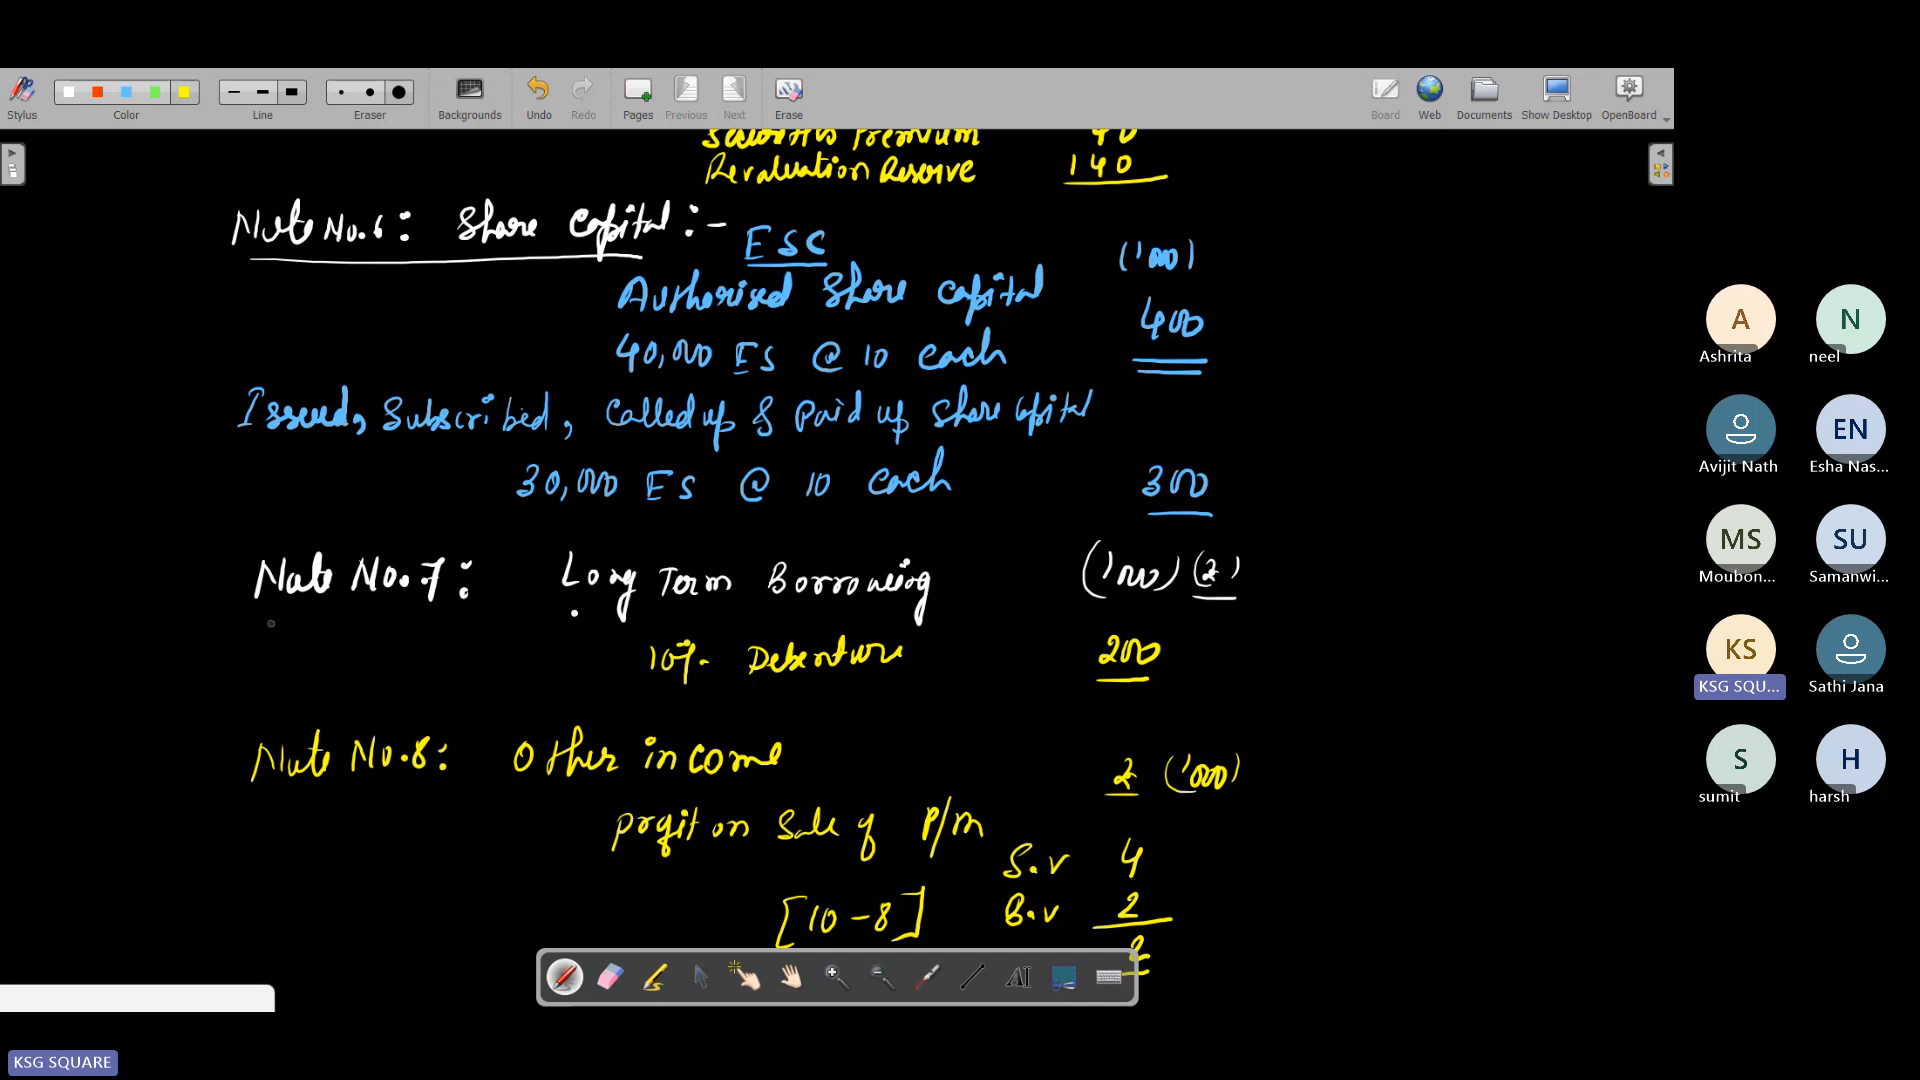 Stylus Color Line Eraser Backgrounds Undo Redo Pages Previous Next Erase Board Web Documents Show Desktop OpenBoard
Securities Premium 40
Revaluation Reserve 140
Note No.6: Share Capital:-
ESC ('000)
Authorised Share Capital
400
40,000 ES @ 10 each
Issued, Subscribed, Called up & Paid up Share Capital
30,000 ES @ 10 each 300
Note No.7: Long Term Borrowing ('000) (₹)
10% Debenture 200
Note No.8: Other income ₹ ('000)
profit on Sale of P/M
S.V 4
[10-8] B.V 2
2
A
Ashrita
N
neel
Avijit Nath
EN
Esha Nas...
MS
Moubon...
SU
Samanwi...
KS
KSG SQU...
Sathi Jana
S
sumit
H
harsh
AI
KSG SQUARE